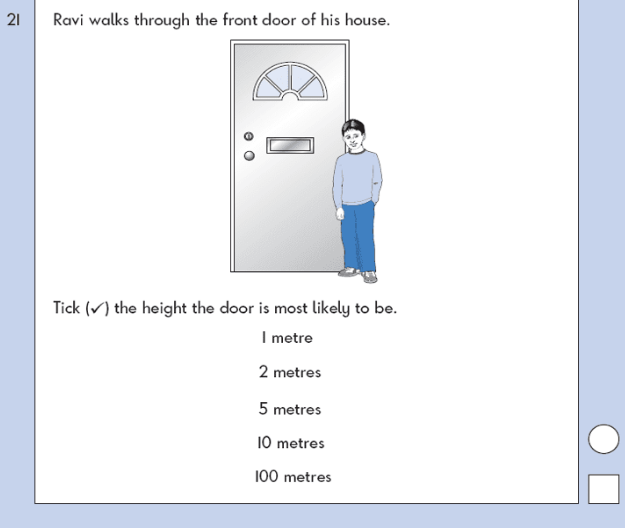 21
Ravi walks through the front door of his house.
Tick (✓) the height the door is most likely to be.
1 metre
2 metres
5 metres
10 metres
100 metres